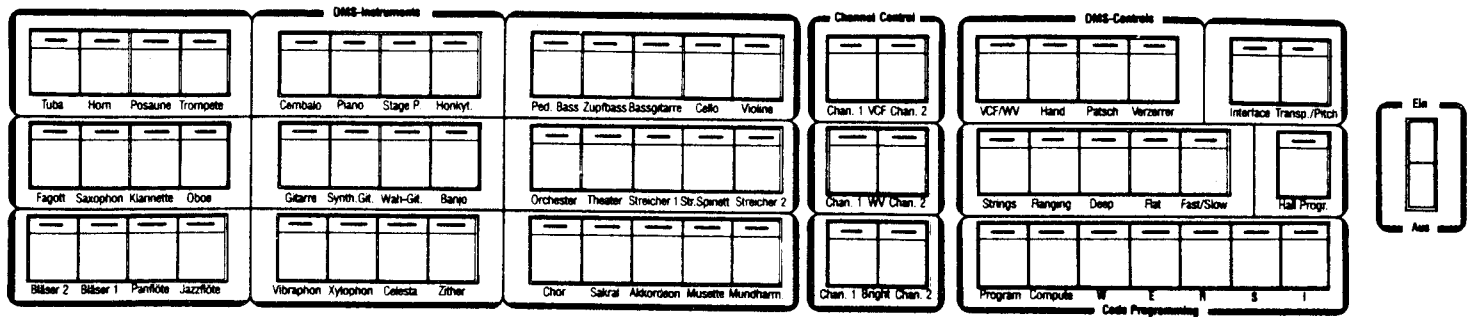 DMS-Instruments Channel Control DMS-Controls
Tuba Horn Posaune Trompete Cembalo Piano Stage P. Honkyt. Ped. Bass Zupfbass Bassgitarre Cello Violine Chan. 1 VCF Chan. 2 VCF/WV Hand Patsch Verzerrer Interface Transp./Pitch Ein
Fagott Saxophon Klarinette Oboe Gitarre Synth.Git. Wah-Git. Banjo Orchester Theater Streicher 1 Str.Spinett Streicher 2 Chan. 1 WV Chan. 2 Strings Flanging Deep Flat Fast/Slow Hall Progr.
Aus
Bläser 2 Bläser 1 Panflöte Jazzflöte Vibraphon Xylophon Celesta Zither Chor Sakral Akkordeon Musette Mundharm. Chan. 1 Bright Chan. 2 Program Compute W E R S I
Code Programming